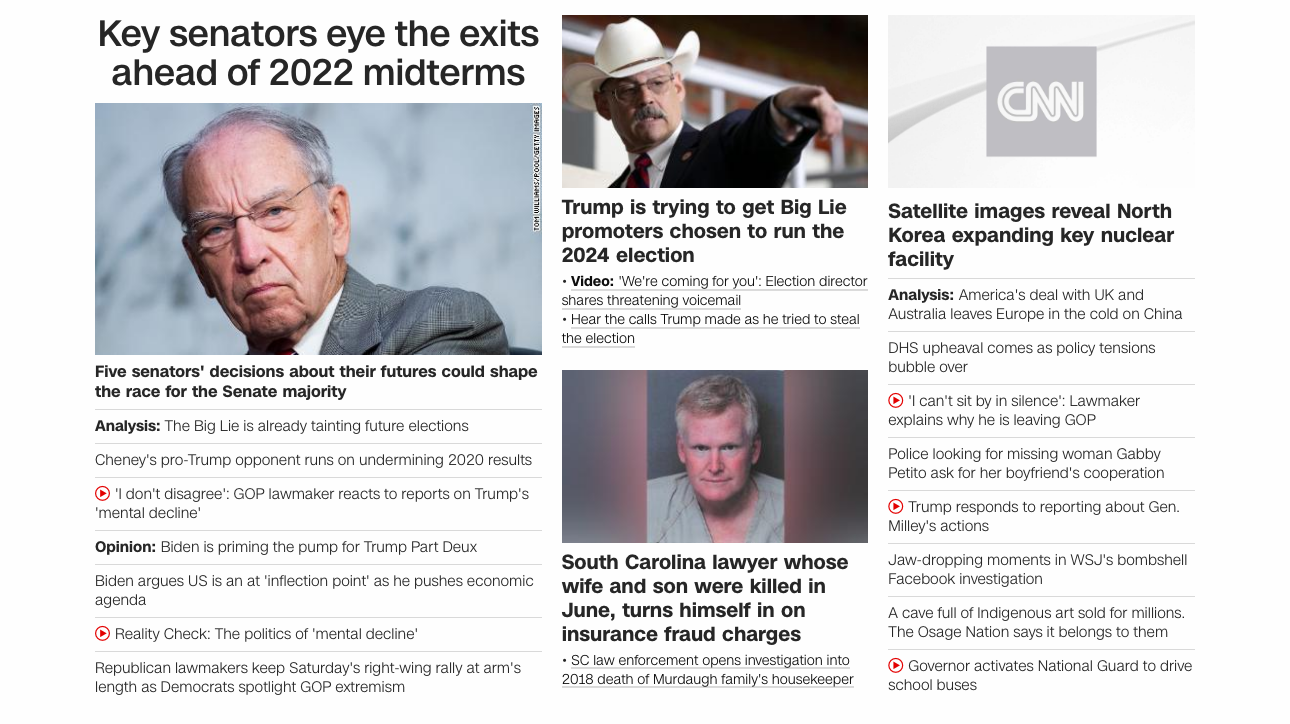 Key senators eye the exits
ahead of 2022 midterms
TOM WILLIAMS/POOL/GETTY IMAGES
Five senators' decisions about their futures could shape
the race for the Senate majority
Analysis: The Big Lie is already tainting future elections
Cheney's pro-Trump opponent runs on undermining 2020 results
'I don't disagree': GOP lawmaker reacts to reports on Trump's
'mental decline'
Opinion: Biden is priming the pump for Trump Part Deux
Biden argues US is an at 'inflection point' as he pushes economic
agenda
Reality Check: The politics of 'mental decline'
Republican lawmakers keep Saturday's right-wing rally at arm's
length as Democrats spotlight GOP extremism
Trump is trying to get Big Lie
promoters chosen to run the
2024 election
• Video: 'We're coming for you': Election director
shares threatening voicemail
• Hear the calls Trump made as he tried to steal
the election
South Carolina lawyer whose
wife and son were killed in
June, turns himself in on
insurance fraud charges
• SC law enforcement opens investigation into
2018 death of Murdaugh family's housekeeper
CNN
Satellite images reveal North
Korea expanding key nuclear
facility
Analysis: America's deal with UK and
Australia leaves Europe in the cold on China
DHS upheaval comes as policy tensions
bubble over
'I can't sit by in silence': Lawmaker
explains why he is leaving GOP
Police looking for missing woman Gabby
Petito ask for her boyfriend's cooperation
Trump responds to reporting about Gen.
Milley's actions
Jaw-dropping moments in WSJ's bombshell
Facebook investigation
A cave full of Indigenous art sold for millions.
The Osage Nation says it belongs to them
Governor activates National Guard to drive
school buses